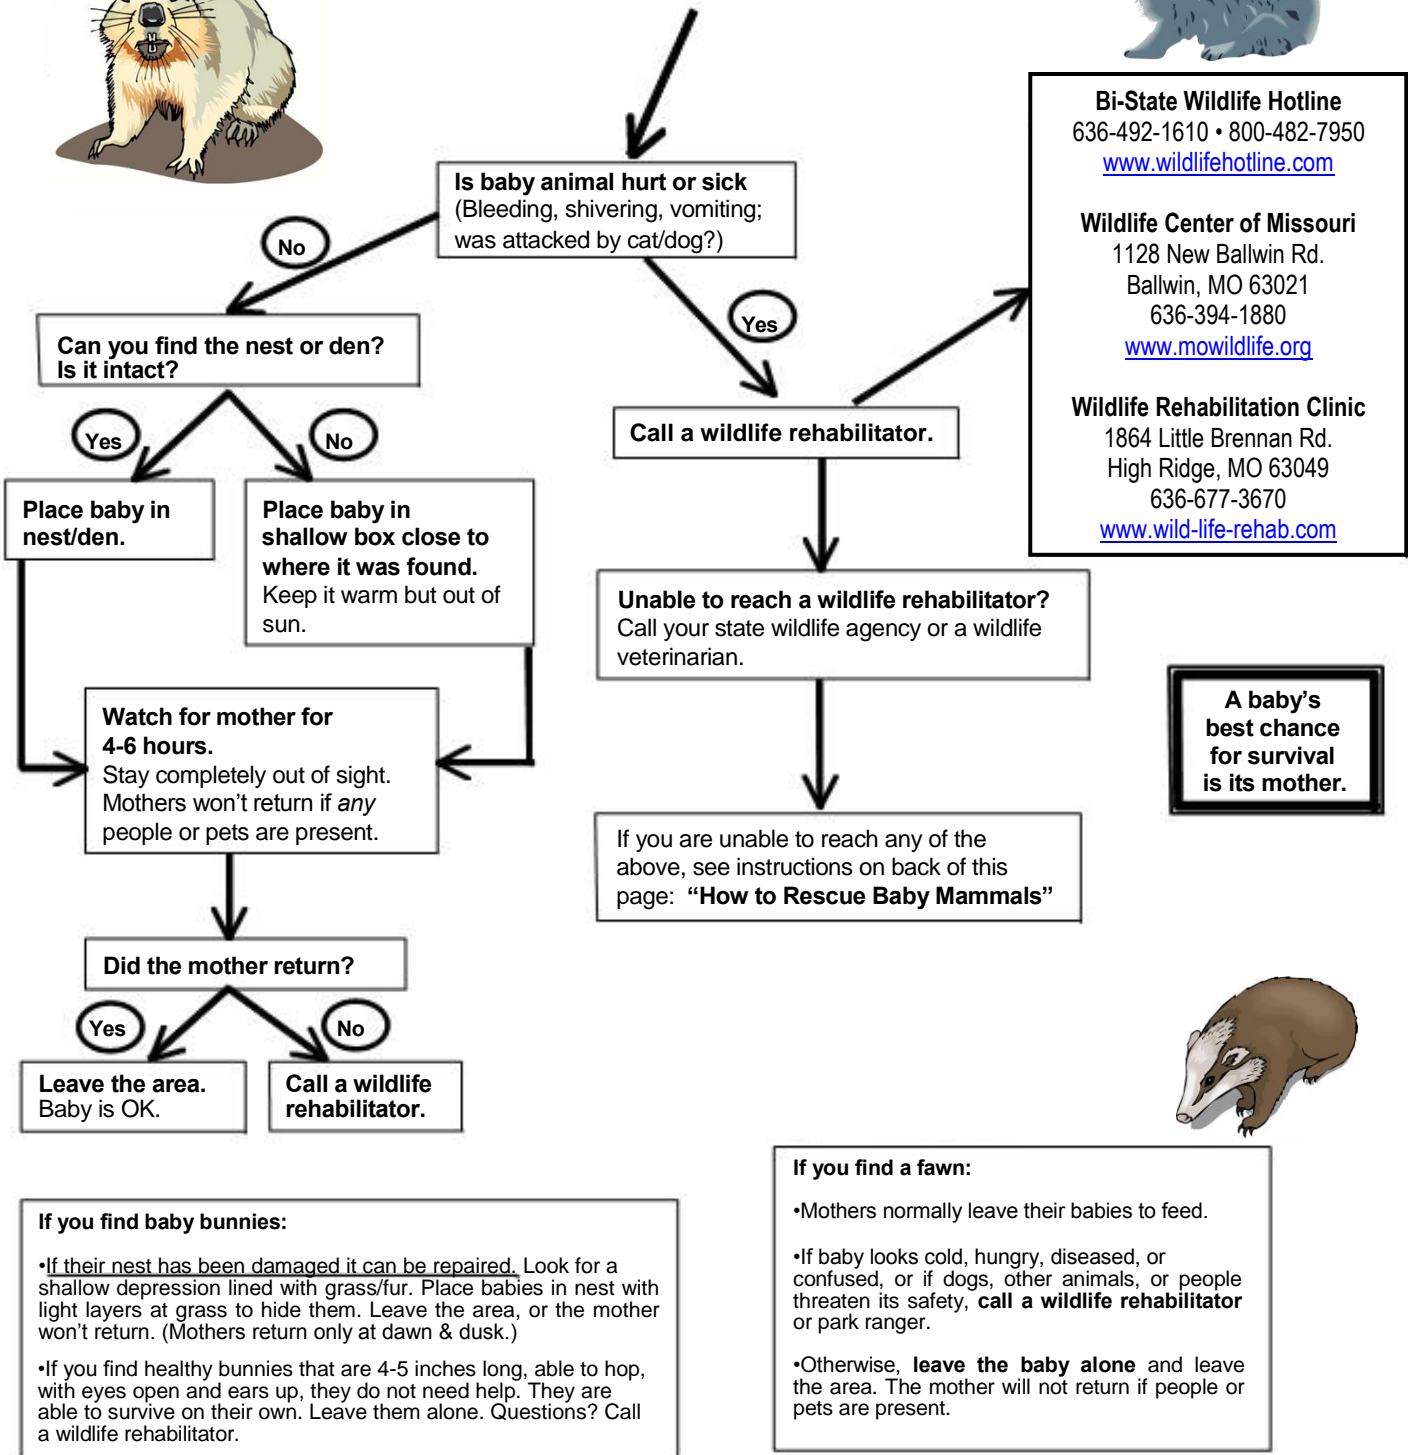 Bi-State Wildlife Hotline
636-492-1610 • 800-482-7950
www.wildlifehotline.com
Wildlife Center of Missouri
1128 New Ballwin Rd.
Ballwin, MO 63021
636-394-1880
www.mowildlife.org
Wildlife Rehabilitation Clinic
1864 Little Brennan Rd.
High Ridge, MO 63049
636-677-3670
www.wild-life-rehab.com
Is baby animal hurt or sick
(Bleeding, shivering, vomiting;
was attacked by cat/dog?)
No
Yes
Can you find the nest or den?
Is it intact?
Yes
No
Place baby in
nest/den.
Place baby in
shallow box close to
where it was found.
Keep it warm but out of
sun.
Watch for mother for
4-6 hours.
Stay completely out of sight.
Mothers won't return if any
people or pets are present.
Did the mother return?
Yes
No
Leave the area.
Baby is OK.
Call a wildlife
rehabilitator.
Call a wildlife rehabilitator.
Unable to reach a wildlife rehabilitator?
Call your state wildlife agency or a wildlife
veterinarian.
If you are unable to reach any of the
above, see instructions on back of this
page: “How to Rescue Baby Mammals”
A baby’s
best chance
for survival
is its mother.
If you find baby bunnies:
•If their nest has been damaged it can be repaired. Look for a
shallow depression lined with grass/fur. Place babies in nest with
light layers at grass to hide them. Leave the area, or the mother
won’t return. (Mothers return only at dawn & dusk.)
•If you find healthy bunnies that are 4-5 inches long, able to hop,
with eyes open and ears up, they do not need help. They are
able to survive on their own. Leave them alone. Questions? Call
a wildlife rehabilitator.
If you find a fawn:
•Mothers normally leave their babies to feed.
•If baby looks cold, hungry, diseased, or
confused, or if dogs, other animals, or people
threaten its safety, call a wildlife rehabilitator
or park ranger.
•Otherwise, leave the baby alone and leave
the area. The mother will not return if people or
pets are present.